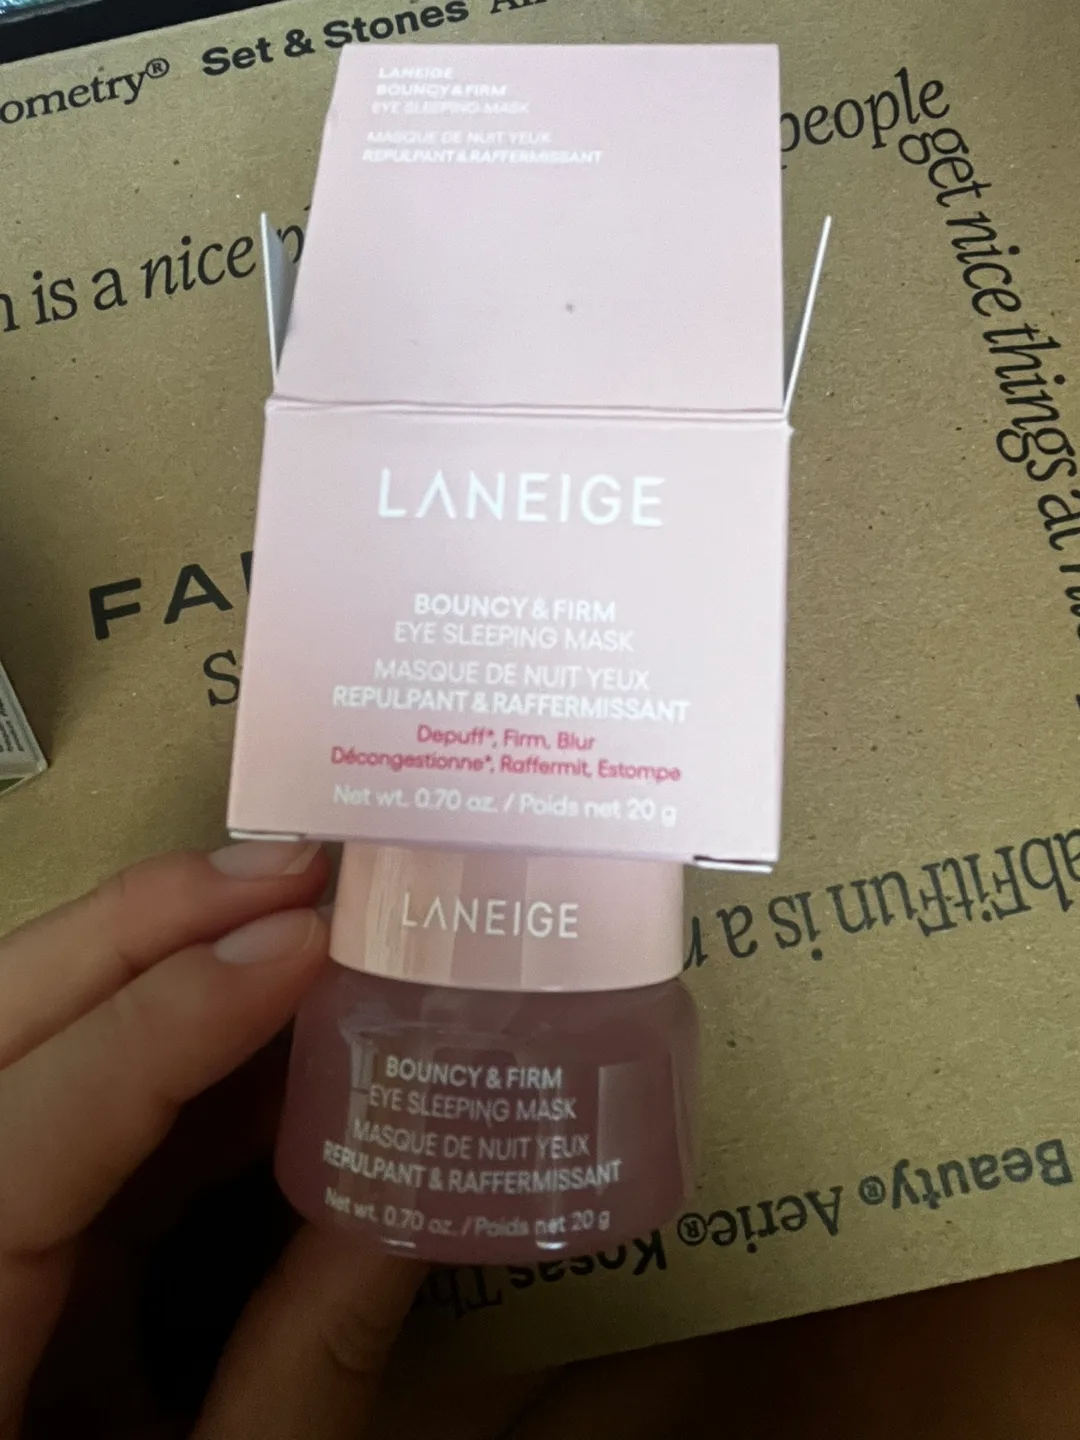 ometry® Set & Stones
people
get nice things at
is a nice
LANEIGE
BOUNCY & FIRM
EYE SLEEPING MASK
MASQUE DE NUIT YEUX
REPULPANT & RAFFERMISSANT
LANEIGE
BOUNCY & FIRM
EYE SLEEPING MASK
MASQUE DE NUIT YEUX
REPULPANT & RAFFERMISSANT
Depuff*, Firm, Blur
Décongestionne*, Raffermit, Estompe
Net wt. 0.70 oz. / Poids net 20 g
FA
S
LANEIGE
BOUNCY & FIRM
EYE SLEEPING MASK
MASQUE DE NUIT YEUX
REPULPANT & RAFFERMISSANT
Net wt. 0.70 oz. / Poids net 20 g
abFitFun is a n
Beauty® Aerie® Kosas Th